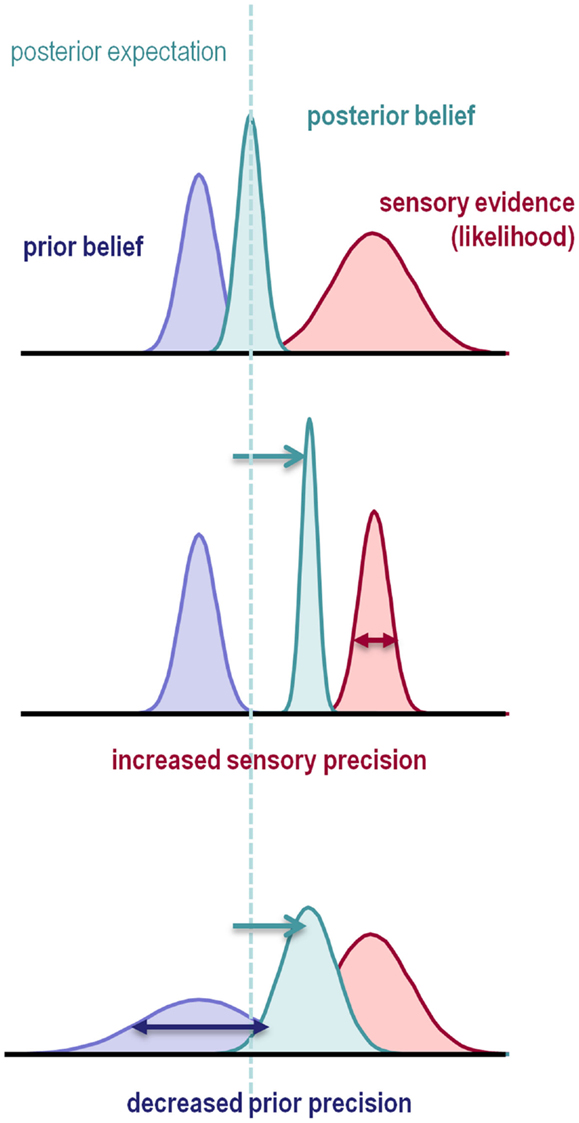 posterior expectation
posterior belief
sensory evidence
(likelihood)
prior belief
increased sensory precision
decreased prior precision